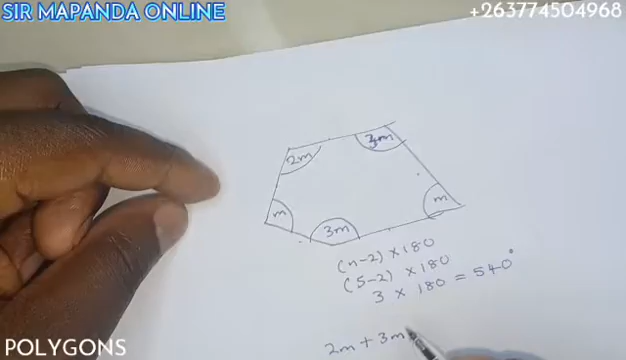 SIR MAPANDA ONLINE
+263774504968
2m
3m
m
m
3m
(n-2) × 180
(5-2) × 180
3 × 180 = 540°
2m + 3m
POLYGONS